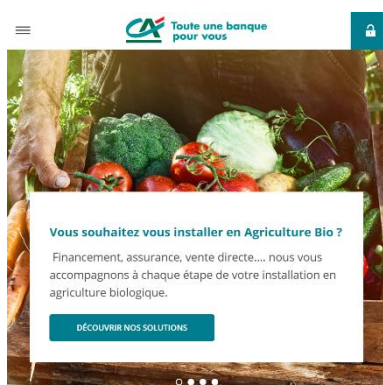 CA
Toute une banque
pour vous
Vous souhaitez vous installer en Agriculture Bio ?
Financement, assurance, vente directe.... nous vous
accompagnons à chaque étape de votre installation en
agriculture biologique.
DÉCOUVRIR NOS SOLUTIONS